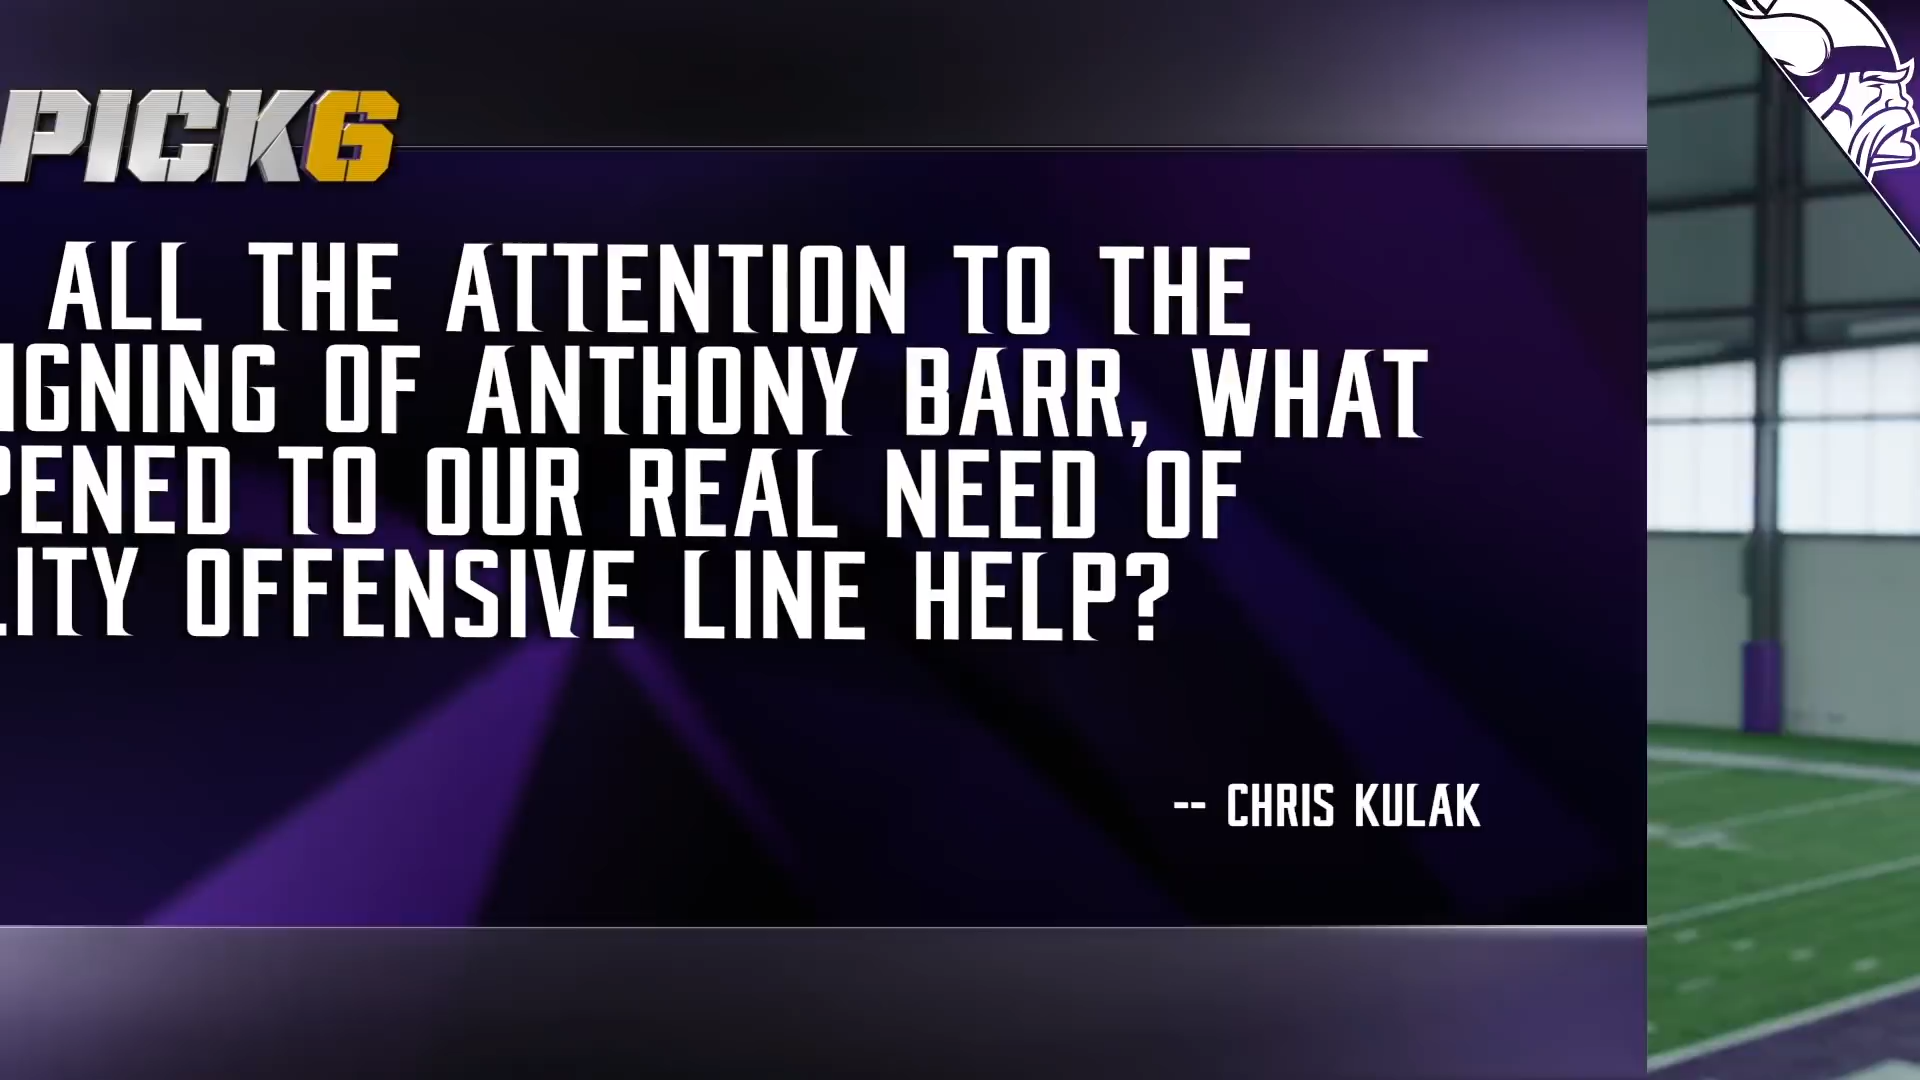 PICK6
ALL THE ATTENTION TO THE
IGNING OF ANTHONY BARR, WHAT
PENED TO OUR REAL NEED OF
LITY OFFENSIVE LINE HELP?
-- CHRIS KULAK